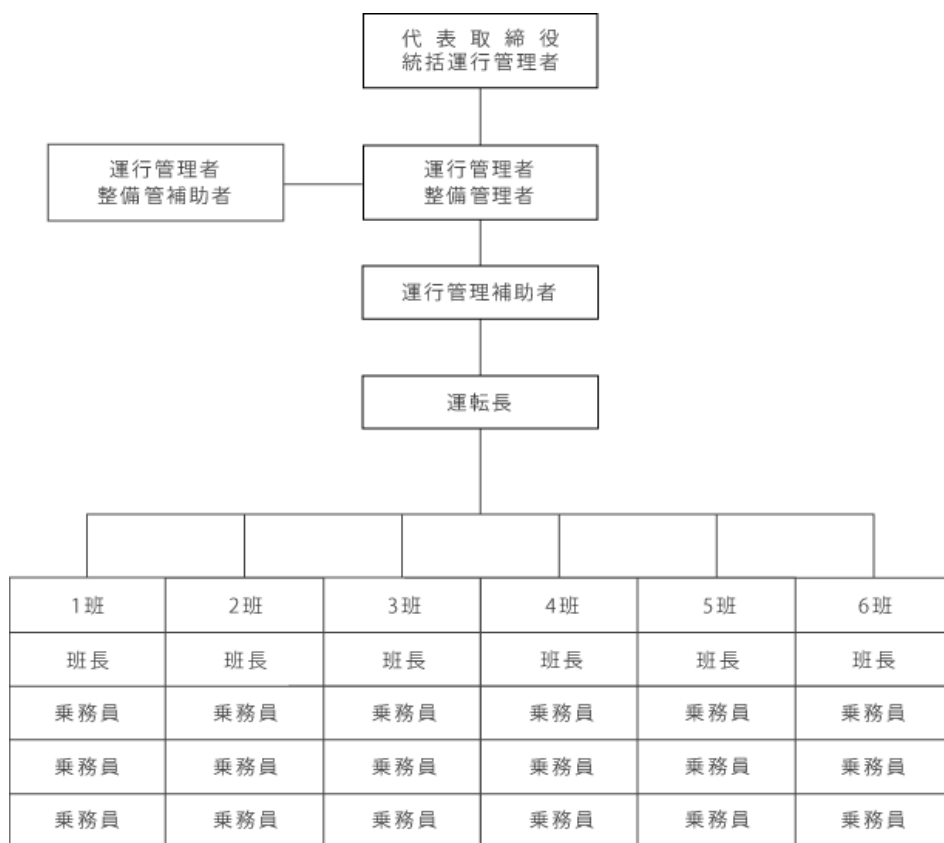 代表取締役
統括運行管理者
運行管理者
整備管補助者
運行管理者
整備管理者
運行管理補助者
運転長
1班 2班 3班 4班 5班 6班
班長 班長 班長 班長 班長 班長
乗務員 乗務員 乗務員 乗務員 乗務員 乗務員
乗務員 乗務員 乗務員 乗務員 乗務員 乗務員
乗務員 乗務員 乗務員 乗務員 乗務員 乗務員